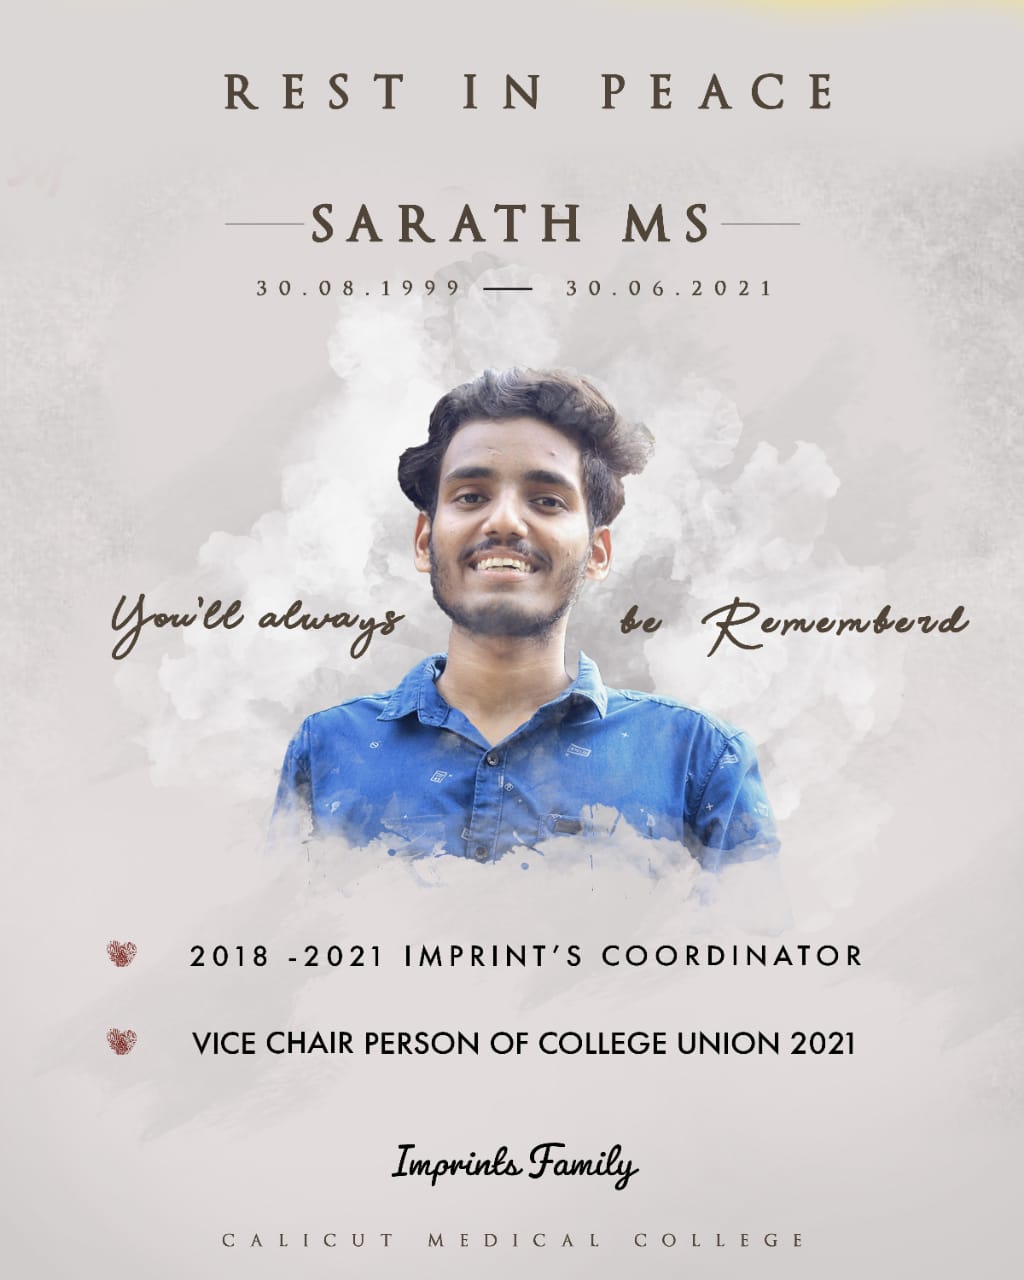 REST IN PEACE
SARATH MS
30.08.1999 — 30.06.2021
You'll always be Rememberd
2018 -2021 IMPRINT'S COORDINATOR
VICE CHAIR PERSON OF COLLEGE UNION 2021
Imprints Family
CALICUT MEDICAL COLLEGE